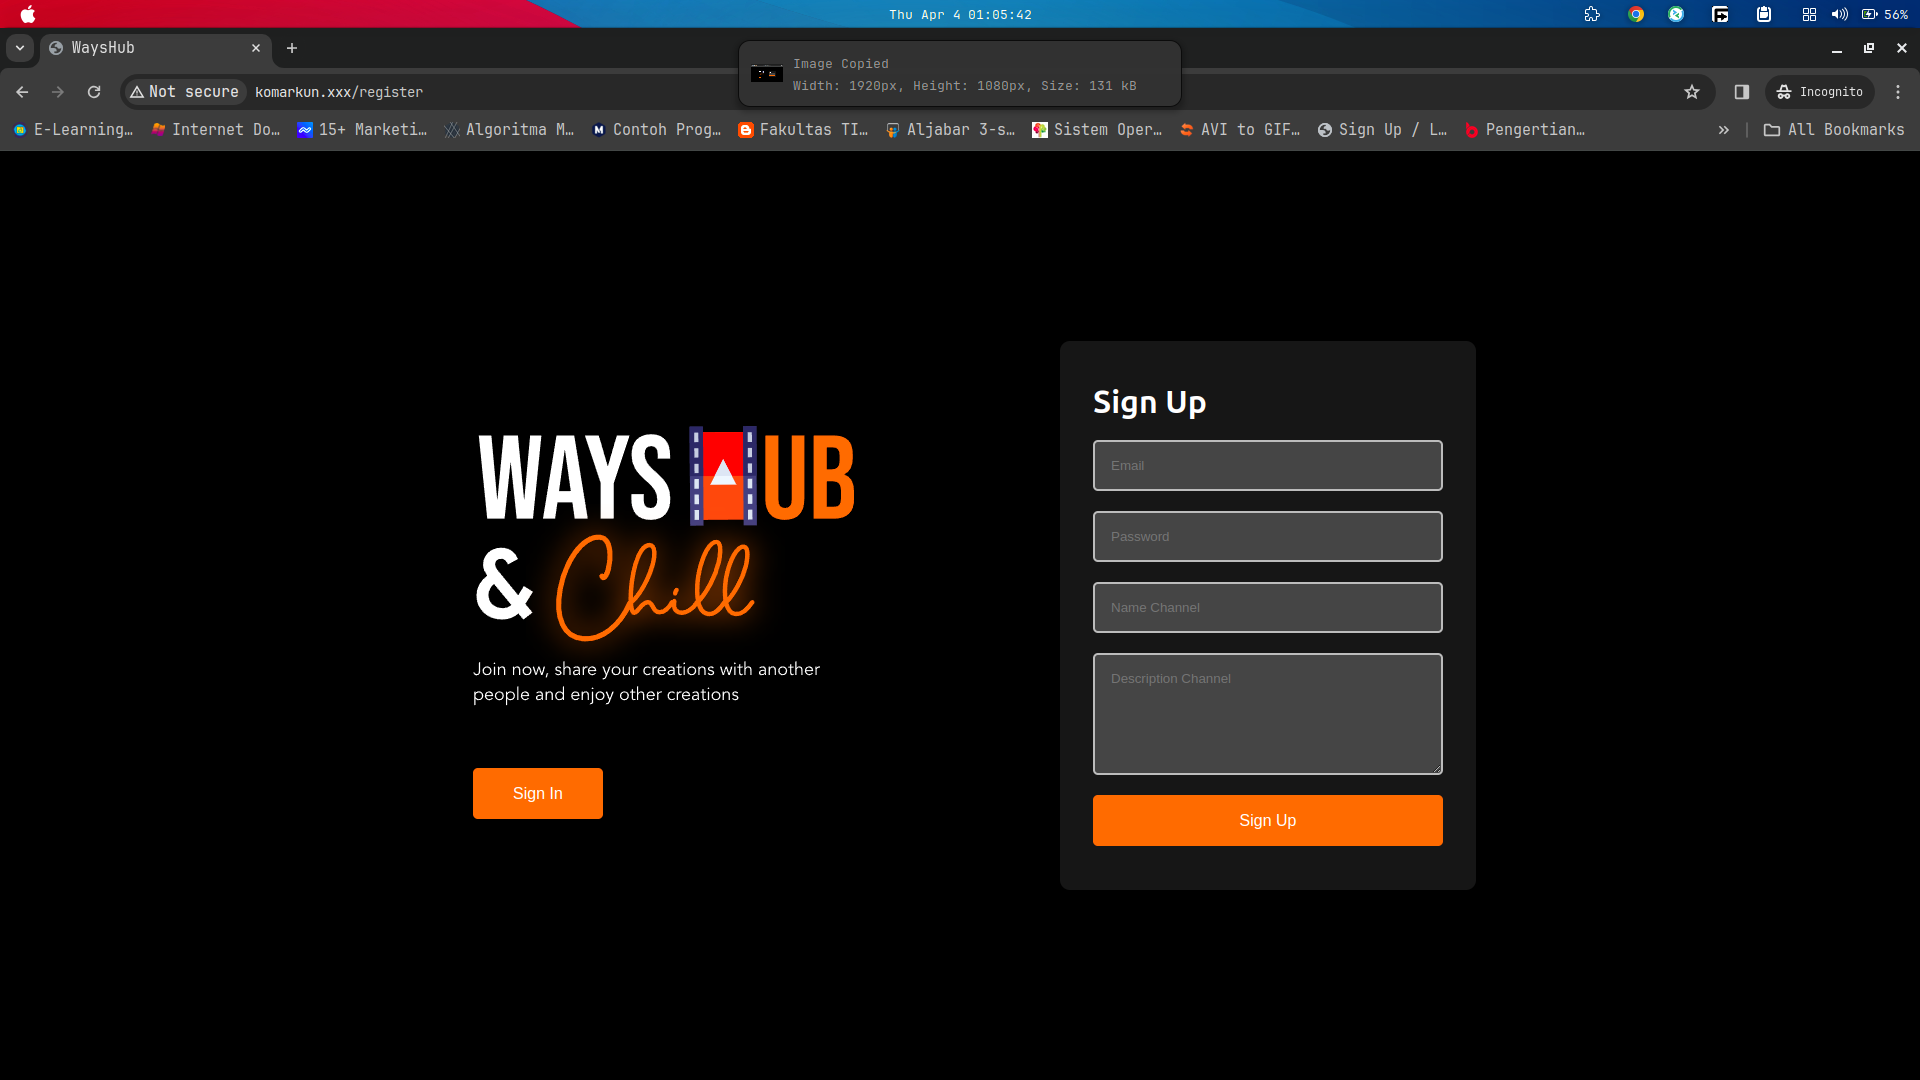 Thu Apr 4 01:05:42
56%
WaysHub
Image Copied
Width: 1920px, Height: 1080px, Size: 131 kB
Not secure
komarkun.xxx/register
Incognito
E-Learning…
Internet Do…
15+ Marketi…
Algoritma M…
Contoh Prog…
Fakultas TI…
Aljabar 3-s…
Sistem Oper…
AVI to GIF…
Sign Up / L…
Pengertian…
All Bookmarks
WAYS UB
& Chill
Join now, share your creations with another
people and enjoy other creations
Sign In
Sign Up
Email
Password
Name Channel
Description Channel
Sign Up